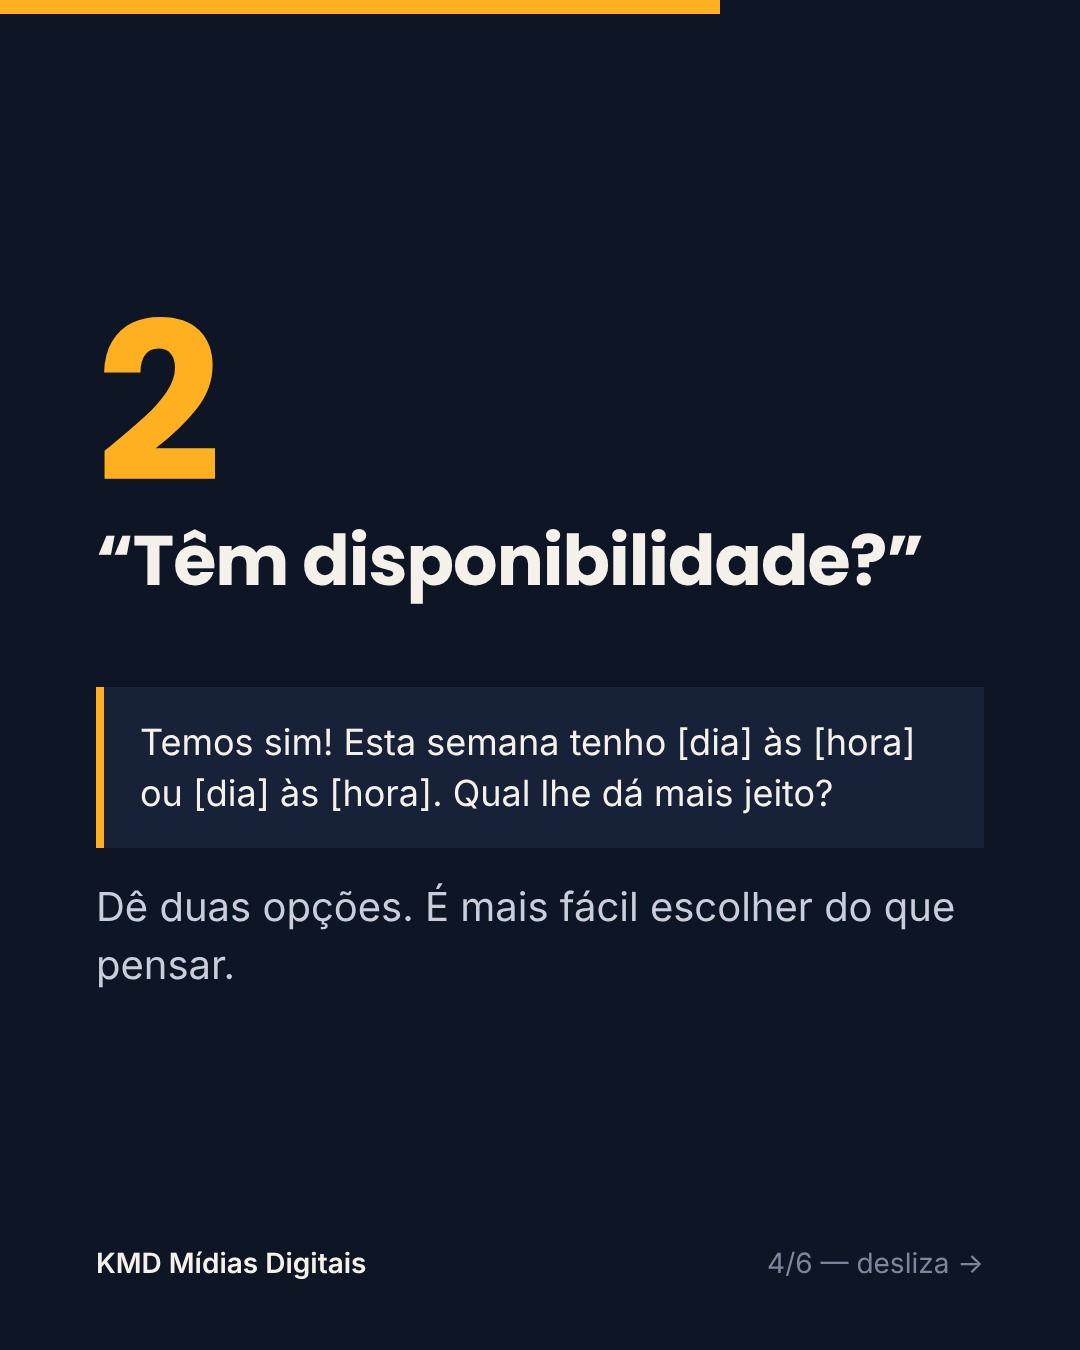 2
“Têm disponibilidade?”
Temos sim! Esta semana tenho [dia] às [hora]
ou [dia] às [hora]. Qual lhe dá mais jeito?
Dê duas opções. É mais fácil escolher do que
pensar.
KMD Mídias Digitais
4/6 — desliza →